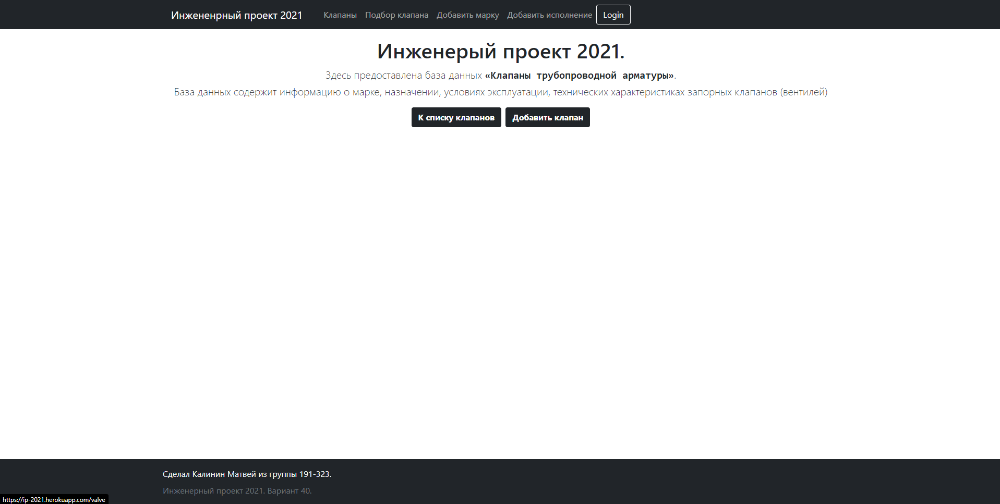 Инжененрный проект 2021 Клапаны Подбор клапана Добавить марку Добавить исполнение Login
Инженерый проект 2021.
Здесь предоставлена база данных «Клапаны трубопроводной арматуры».
База данных содержит информацию о марке, назначении, условиях эксплуатации, технических характеристиках запорных клапанов (вентилей)
К списку клапанов Добавить клапан
Сделал Калинин Матвей из группы 191-323.
Инженерный проект 2021. Вариант 40.
https://ip-2021.herokuapp.com/valve